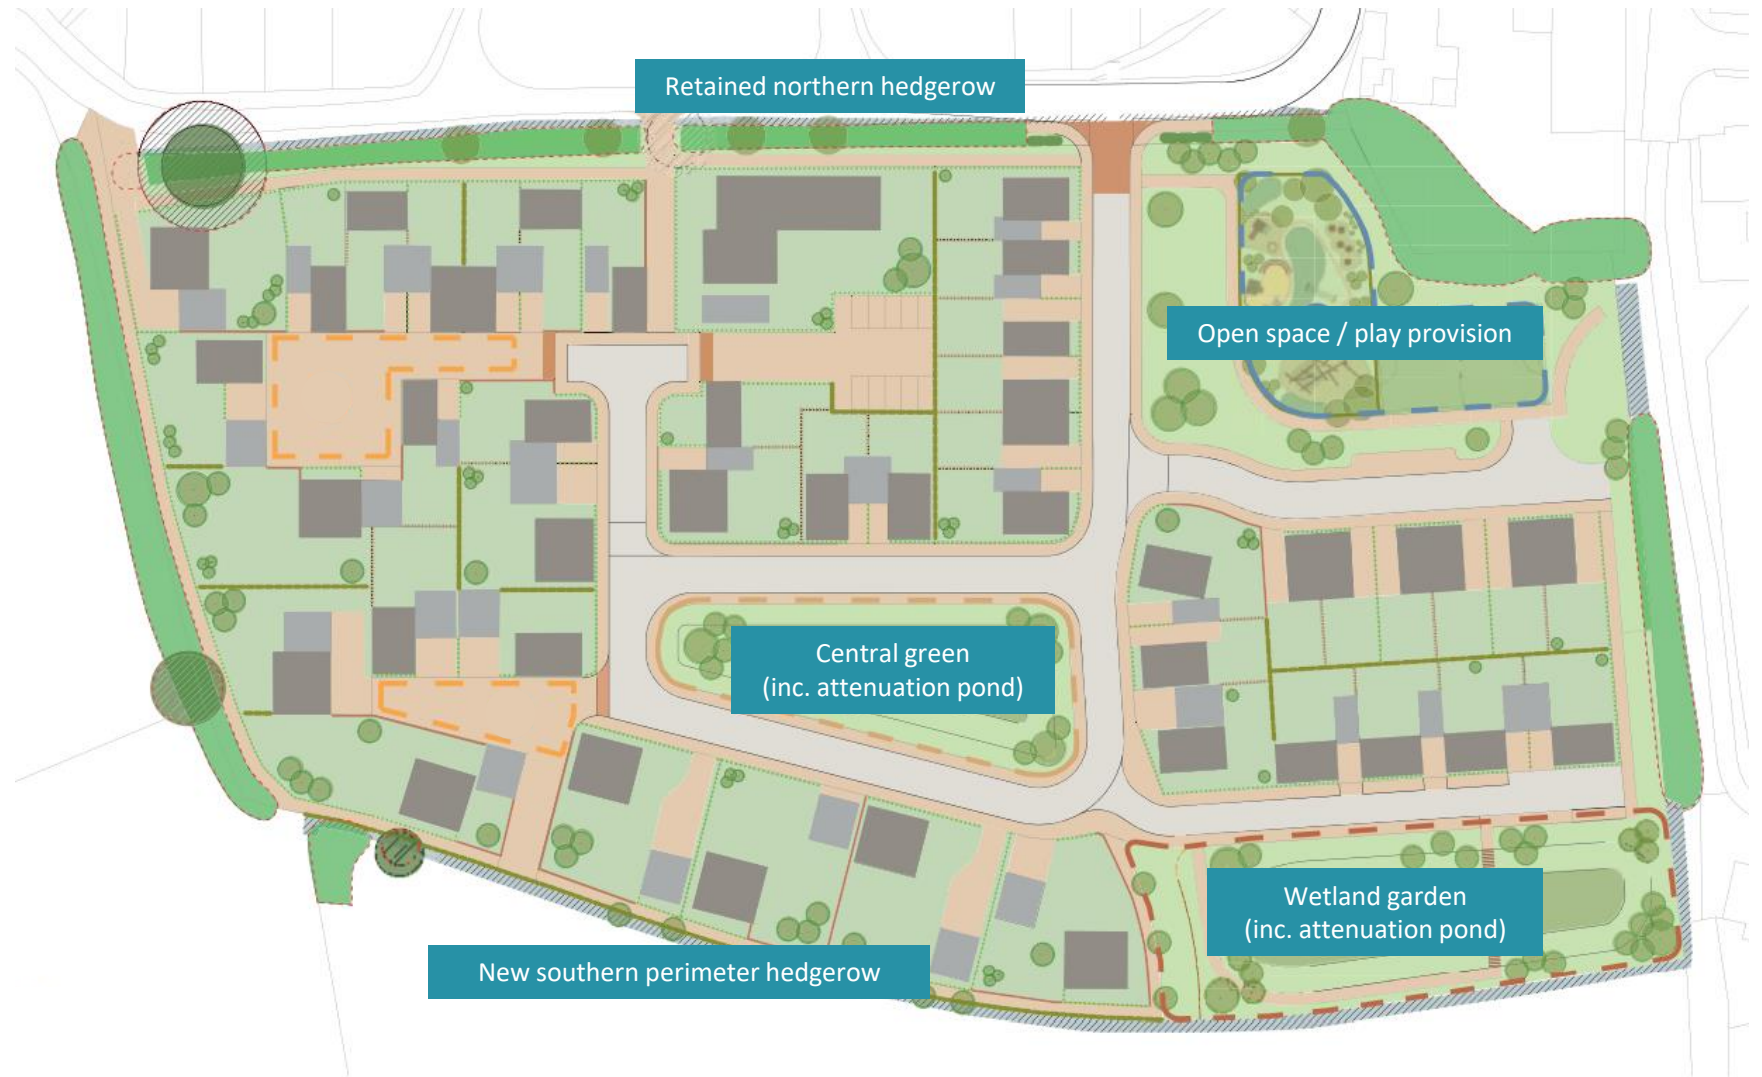 Retained northern hedgerow
Open space / play provision
Central green
(inc. attenuation pond)
Wetland garden
(inc. attenuation pond)
New southern perimeter hedgerow